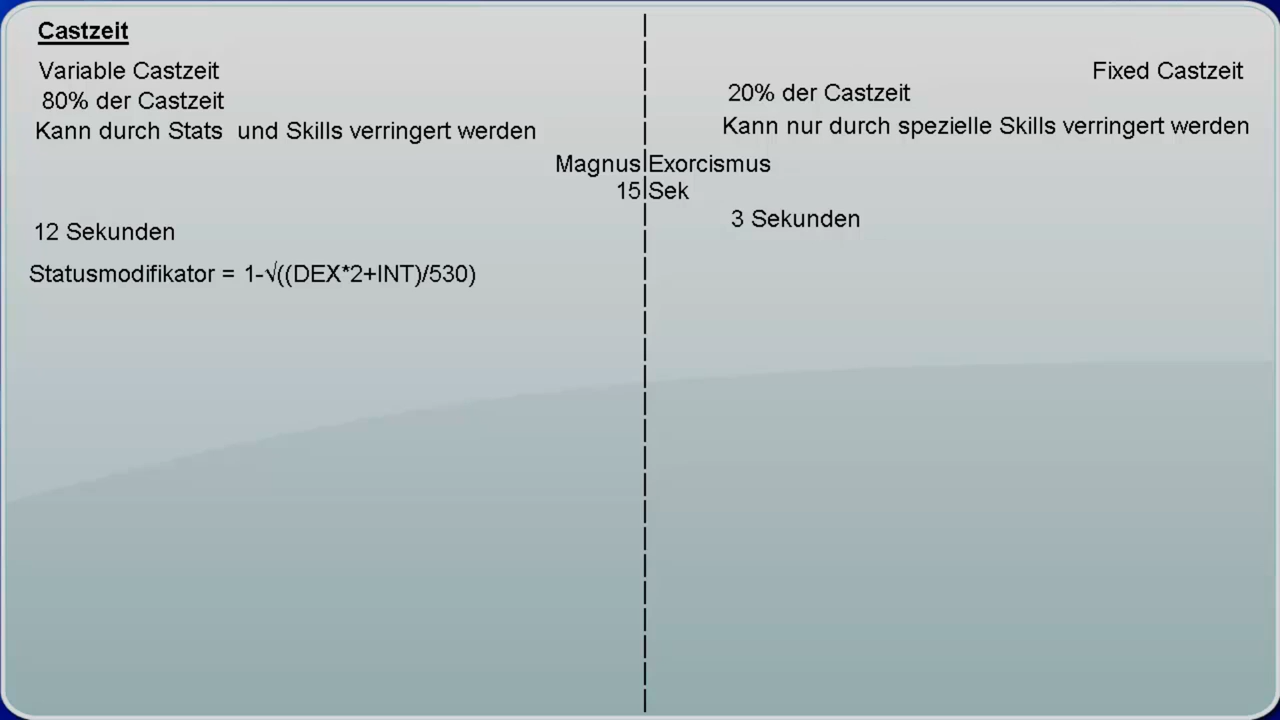 Castzeit
Variable Castzeit
80% der Castzeit
Kann durch Stats und Skills verringert werden
Fixed Castzeit
20% der Castzeit
Kann nur durch spezielle Skills verringert werden
Magnus Exorcismus
15 Sek
12 Sekunden
3 Sekunden
Statusmodifikator = 1-√((DEX*2+INT)/530)